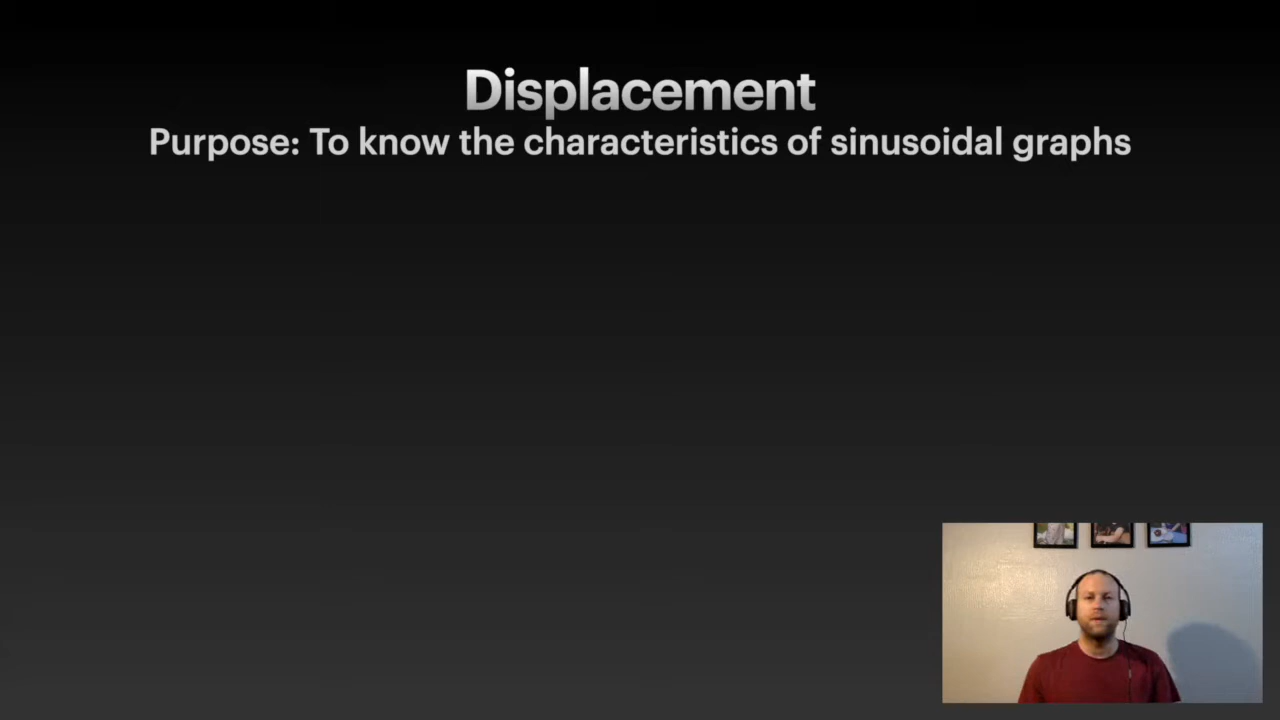 Displacement
Purpose: To know the characteristics of sinusoidal graphs